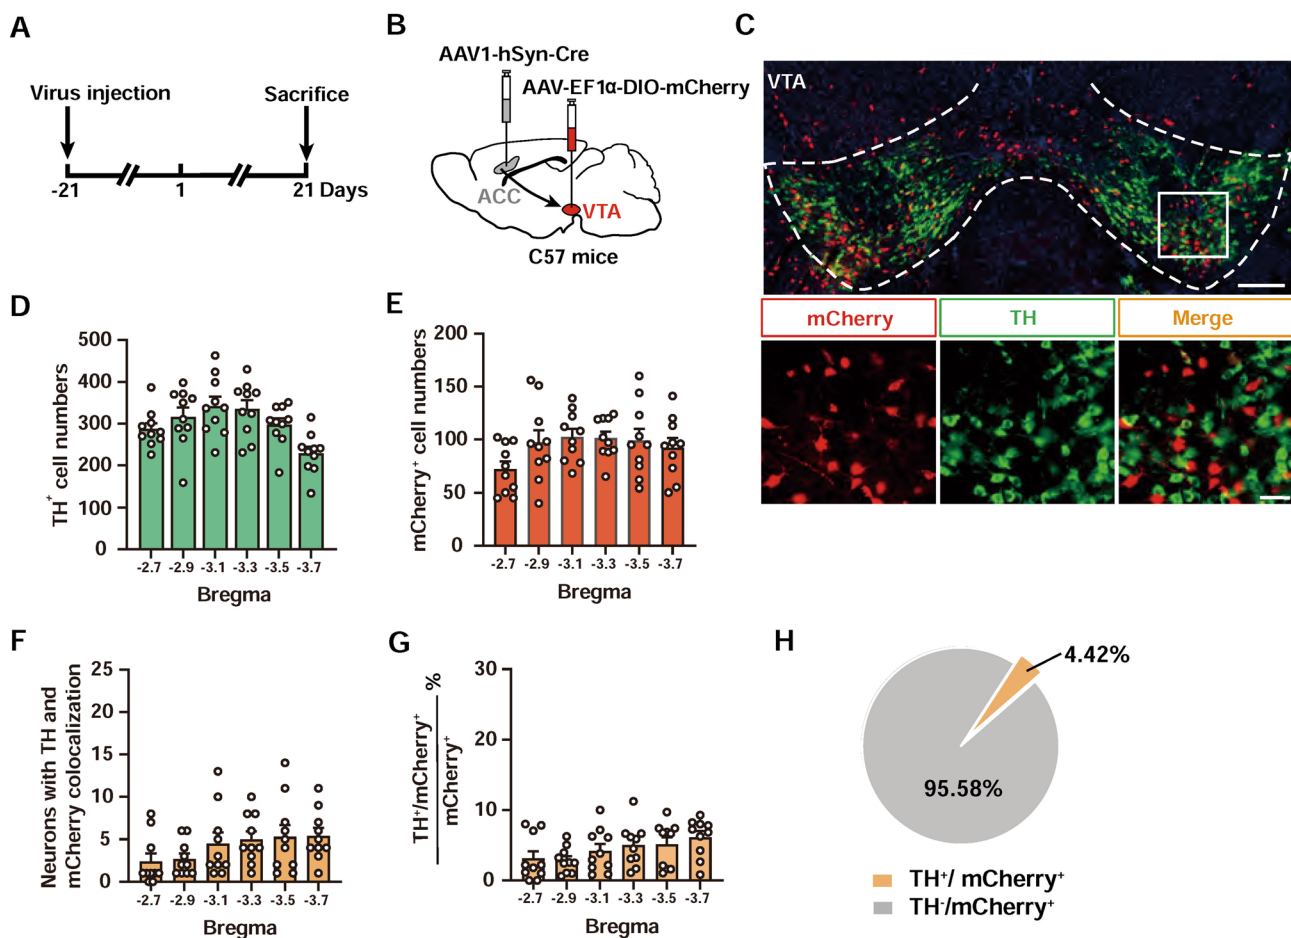 A
Virus injection
Sacrifice
-21
1
21 Days
B
AAV1-hSyn-Cre
AAV-EF1α-DIO-mCherry
ACC
VTA
C57 mice
C
VTA
mCherry
TH
Merge
D
TH⁺ cell numbers
500
400
300
200
100
0
-2.7
-2.9
-3.1
-3.3
-3.5
-3.7
Bregma
E
mCherry⁺ cell numbers
200
150
100
50
0
-2.7
-2.9
-3.1
-3.3
-3.5
-3.7
Bregma
F
Neurons with TH and
mCherry colocalization
25
20
15
10
5
0
-2.7
-2.9
-3.1
-3.3
-3.5
-3.7
Bregma
G
TH⁺/mCherry⁺
mCherry⁺
%
30
20
10
0
-2.7
-2.9
-3.1
-3.3
-3.5
-3.7
Bregma
H
4.42%
95.58%
TH⁺/ mCherry⁺
TH⁻/mCherry⁺